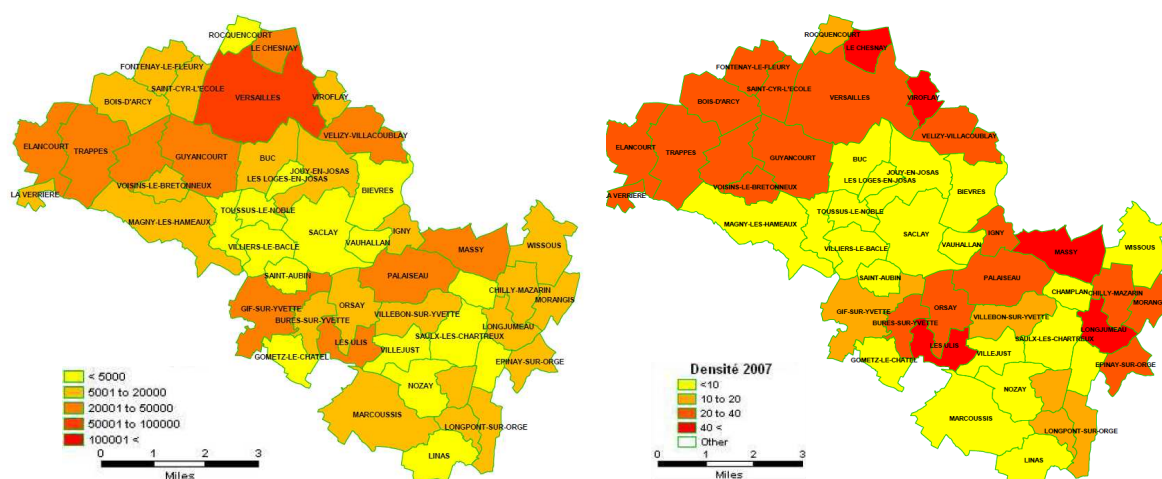 ROCQUENCOURT
LE CHESNAY
FONTENAY-LE-FLEURY
SAINT-CYR-L'ECOLE
BOIS-D'ARCY
VERSAILLES
VIROFLAY
VELIZY-VILLACOUBLAY
ELANCOURT
TRAPPES
GUYANCOURT
BUC
JOUY-EN-JOSAS
LES LOGES-EN-JOSAS
VOISINS-LE-BRETONNEUX
LA VERRIERE
BIEVRES
MAGNY-LES-HAMEAUX
TOUSSUS-LE-NOBLE
SACLAY
IGNY
VILLIERS-LE-BACLE
VAUHALLAN
MASSY
WISSOUS
SAINT-AUBIN
PALAISEAU
CHILLY-MAZARIN
MORANGIS
GIF-SUR-YVETTE
ORSAY
BURES-SUR-YVETTE
VILLEBON-SUR-YVETTE
LONGJUMEAU
SAULX-LES-CHARTREUX
LES ULIS
VILLEJUST
GOMETZ-LE-CHATEL
EPINAY-SUR-ORGE
NOZAY
MARCOUSSIS
LONGPONT-SUR-ORGE
LINAS
< 5000
5001 to 20000
20001 to 50000
50001 to 100000
100001 <
0 1 2 3
Miles
ROCQUENCOURT
LE CHESNAY
FONTENAY-LE-FLEURY
SAINT-CYR-L'ECOLE
BOIS-D'ARCY
VERSAILLES
VIROFLAY
VELIZY-VILLACOUBLAY
ELANCOURT
TRAPPES
GUYANCOURT
BUC
JOUY-EN-JOSAS
LES LOGES-EN-JOSAS
VOISINS-LE-BRETONNEUX
LA VERRIERE
BIEVRES
MAGNY-LES-HAMEAUX
TOUSSUS-LE-NOBLE
SACLAY
IGNY
VILLIERS-LE-BACLE
VAUHALLAN
MASSY
WISSOUS
SAINT-AUBIN
PALAISEAU
CHAMPLAN
CHILLY-MAZARIN
MORANG
GIF-SUR-YVETTE
ORSAY
BURES-SUR-YVETTE
VILLEBON-SUR-YVETTE
LONGJUMEAU
SAULX-LES-CHARTREUX
LES ULIS
VILLEJUST
GOMETZ-LE-CHATEL
EPINAY-SUR-ORGE
NOZAY
MARCOUSSIS
LONGPONT-SUR-ORGE
LINAS
Densité 2007
<10
10 to 20
20 to 40
40 <
Other
0 1 2 3
Miles